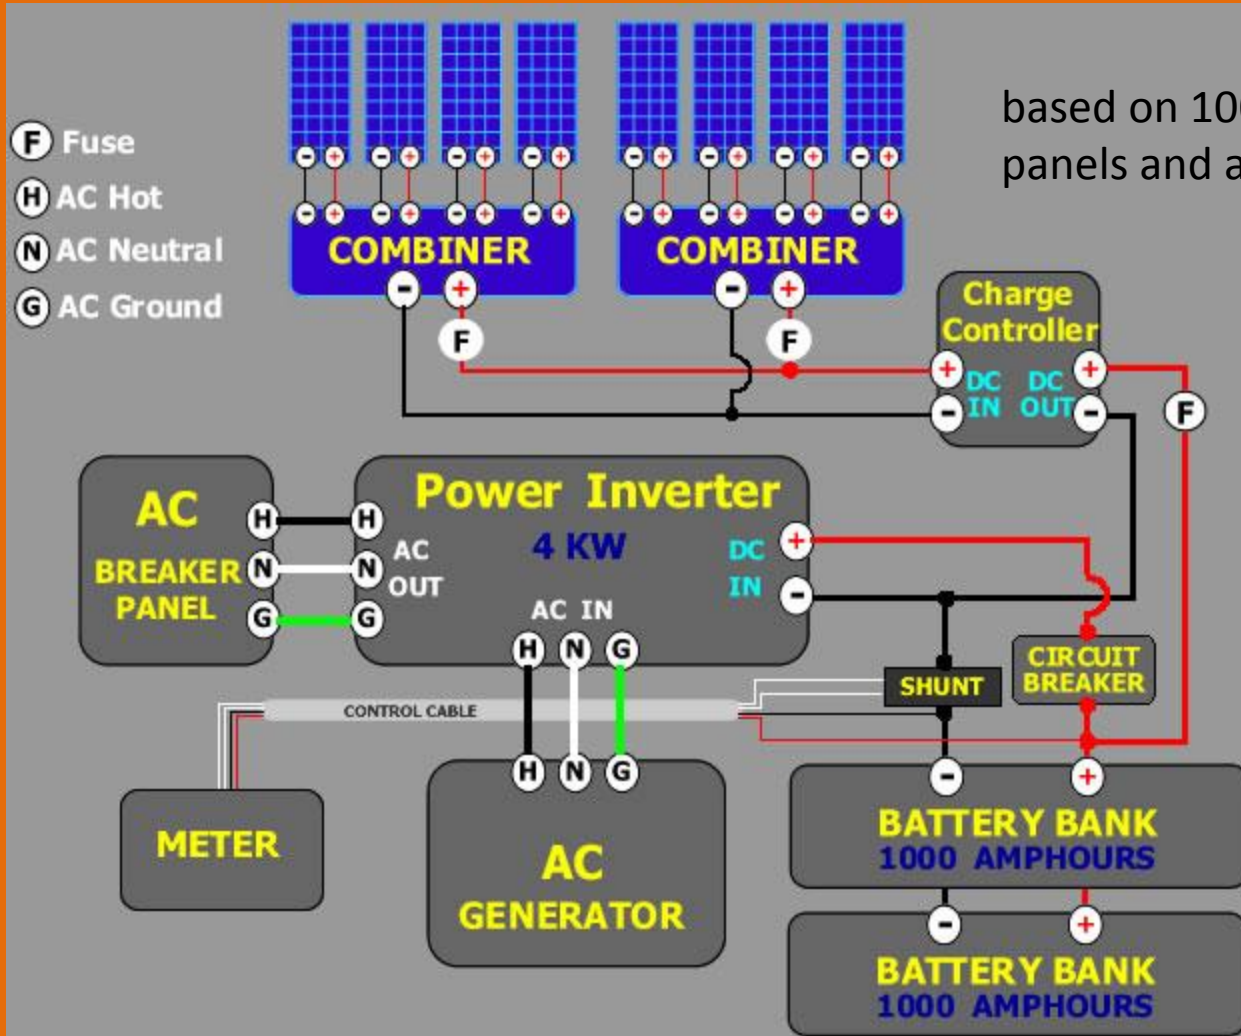 based on 10
panels and a
F Fuse
H AC Hot
N AC Neutral
G AC Ground
- + - + - + - + - + - + - + - +
- + - + - + - + - + - + - + - +
COMBINER COMBINER
- + - +
F F
Charge
Controller
+ DC DC +
- IN OUT -
F
AC
BREAKER
PANEL
H H
N N
G G
Power Inverter
4 KW
AC
OUT
DC +
IN -
AC IN
H N G
CIRCUIT
BREAKER
SHUNT
CONTROL CABLE
METER
H N G
AC
GENERATOR
- +
BATTERY BANK
1000 AMPHOURS
- +
BATTERY BANK
1000 AMPHOURS